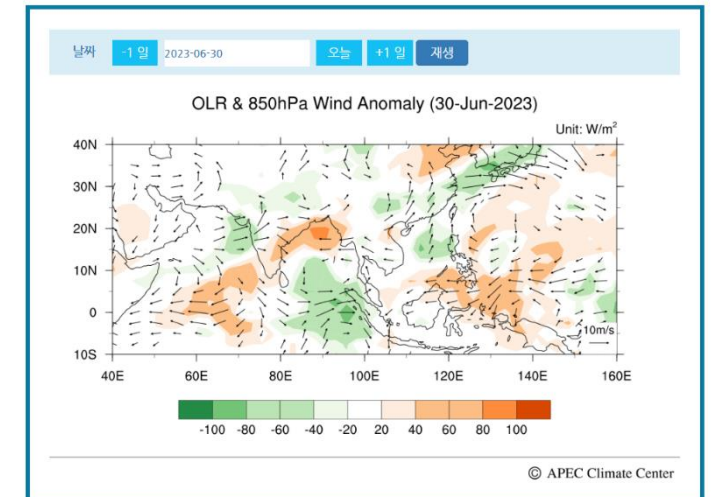 날짜 -1 일 2023-06-30 오늘 +1 일 재생
OLR & 850hPa Wind Anomaly (30-Jun-2023)
Unit: W/m²
40N
30N
20N
10N
0
10S
10m/s
40E 60E 80E 100E 120E 140E 160E
-100 -80 -60 -40 -20 20 40 60 80 100
© APEC Climate Center